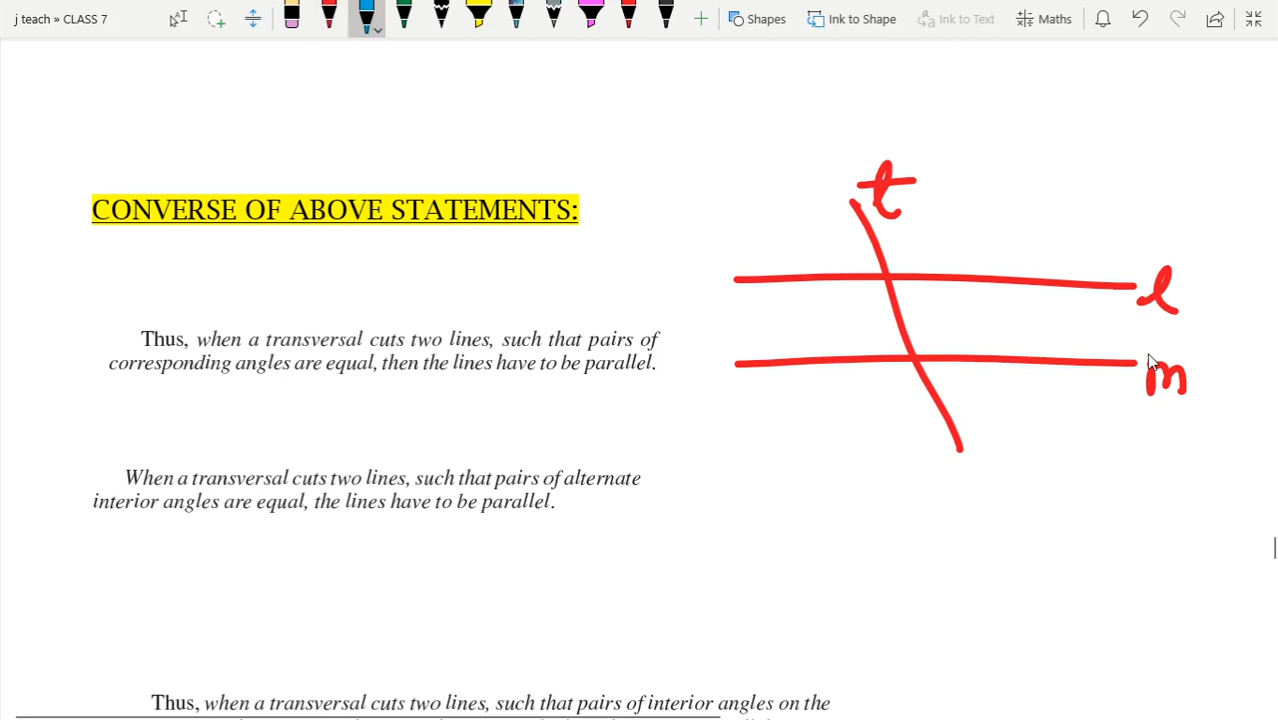 j teach » CLASS 7
Shapes
Ink to Shape
Ink to Text
Maths
CONVERSE OF ABOVE STATEMENTS:
t
l
m
Thus, when a transversal cuts two lines, such that pairs of
corresponding angles are equal, then the lines have to be parallel.
When a transversal cuts two lines, such that pairs of alternate
interior angles are equal, the lines have to be parallel.
Thus, when a transversal cuts two lines, such that pairs of interior angles on the